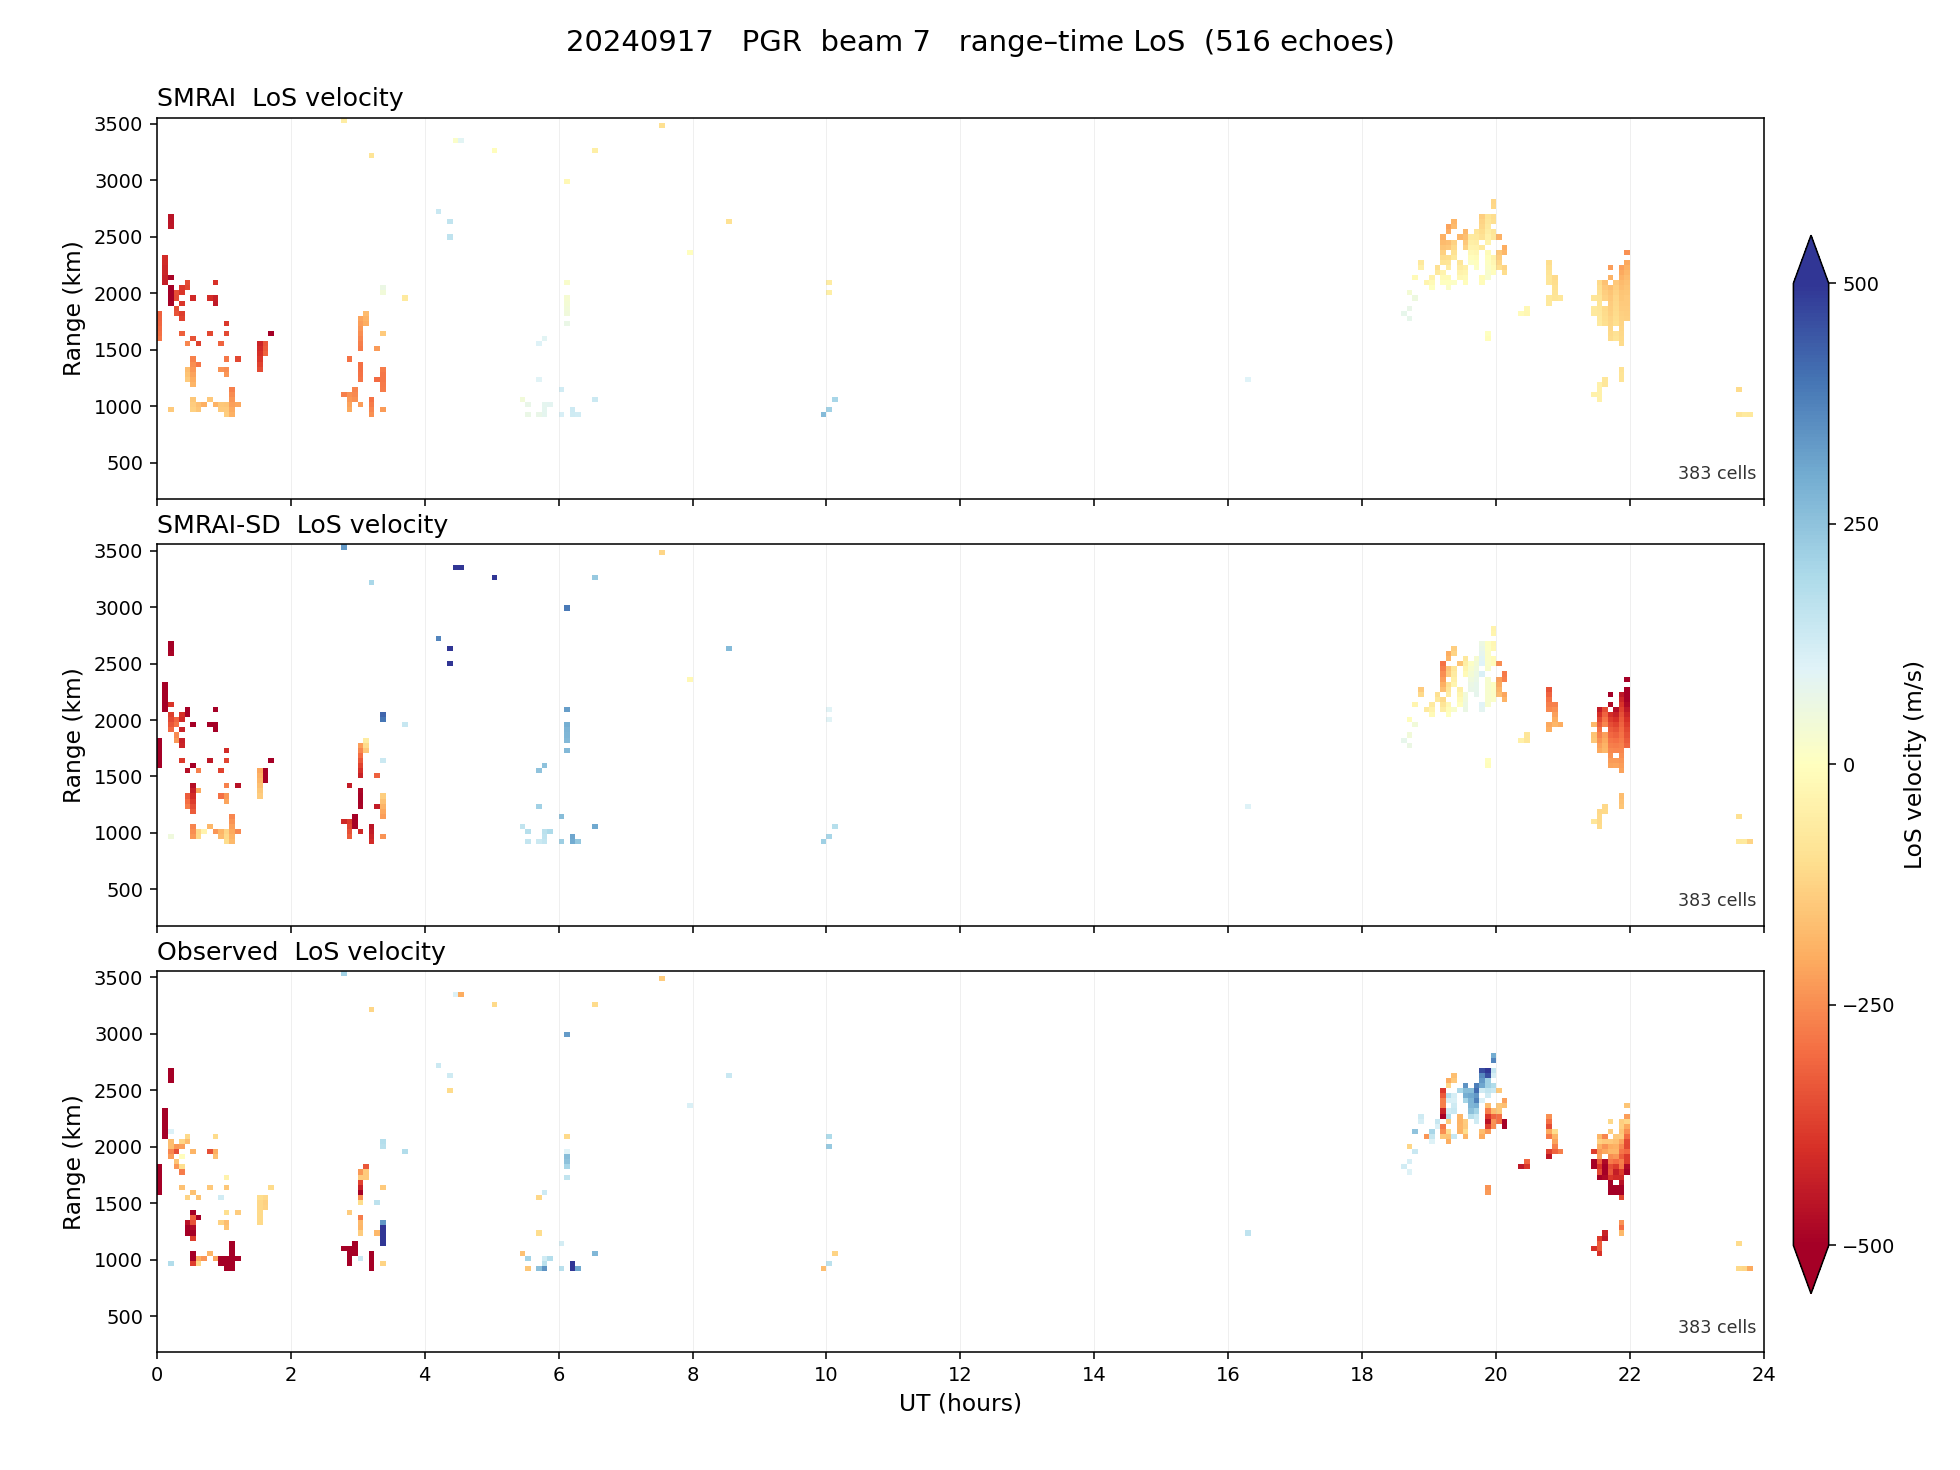 20240917 PGR beam 7 range–time LoS (516 echoes)
SMRAI LoS velocity
3500
3000
2500
2000
1500
1000
500
Range (km)
383 cells
SMRAI-SD LoS velocity
3500
3000
2500
2000
1500
1000
500
Range (km)
383 cells
Observed LoS velocity
3500
3000
2500
2000
1500
1000
500
Range (km)
383 cells
0 2 4 6 8 10 12 14 16 18 20 22 24
UT (hours)
500
250
0
−250
−500
LoS velocity (m/s)